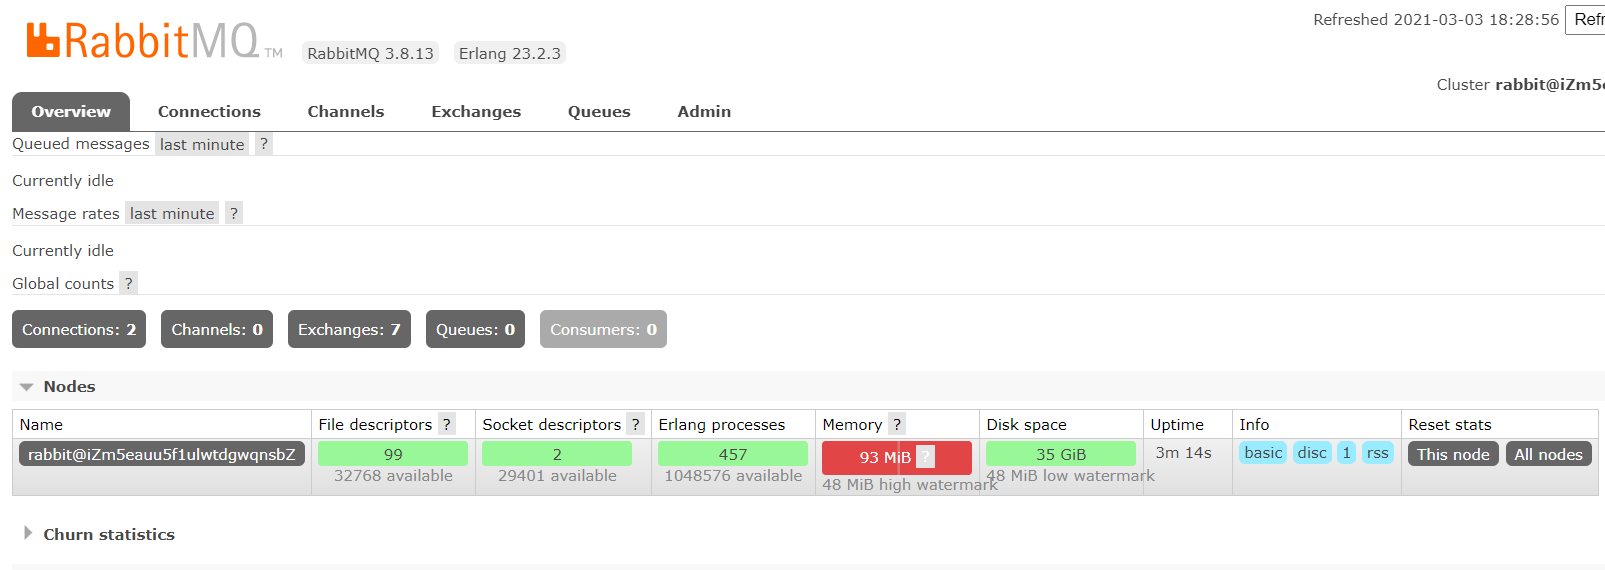 Refreshed 2021-03-03 18:28:56 Refr
RabbitMQ TM RabbitMQ 3.8.13 Erlang 23.2.3
Cluster rabbit@iZm5e
Overview Connections Channels Exchanges Queues Admin
Queued messages last minute ?
Currently idle
Message rates last minute ?
Currently idle
Global counts ?
Connections: 2 Channels: 0 Exchanges: 7 Queues: 0 Consumers: 0
Nodes
Name File descriptors ? Socket descriptors ? Erlang processes Memory ? Disk space Uptime Info Reset stats
rabbit@iZm5eauu5f1ulwtdgwqnsbZ 99 2 457 93 MiB ? 35 GiB 3m 14s basic disc 1 rss This node All nodes
32768 available 29401 available 1048576 available 48 MiB high watermark 48 MiB low watermark
Churn statistics